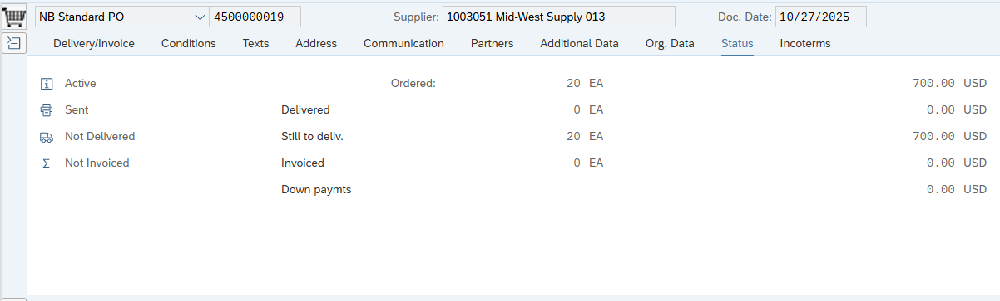 NB Standard PO 4500000019 Supplier: 1003051 Mid-West Supply 013 Doc. Date: 10/27/2025
Delivery/Invoice Conditions Texts Address Communication Partners Additional Data Org. Data Status Incoterms
Active Ordered: 20 EA 700.00 USD
Sent Delivered 0 EA 0.00 USD
Not Delivered Still to deliv. 20 EA 700.00 USD
Σ Not Invoiced Invoiced 0 EA 0.00 USD
Down paymts 0.00 USD